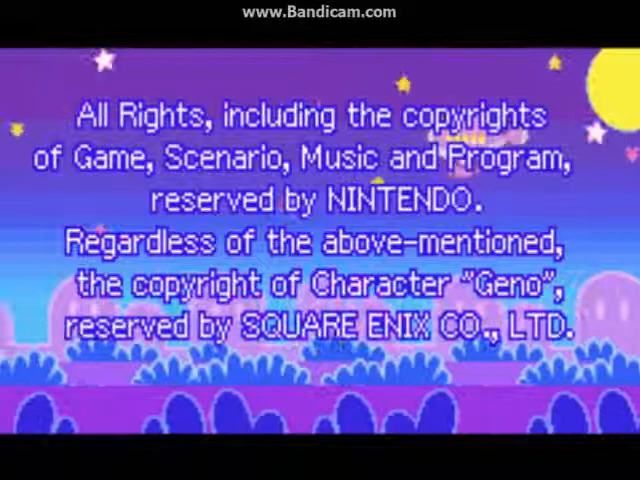 www.Bandicam.com
All Rights, including the copyrights
of Game, Scenario, Music and Program,
reserved by NINTENDO.
Regardless of the above-mentioned,
the copyright of Character "Geno",
reserved by SQUARE ENIX CO., LTD.